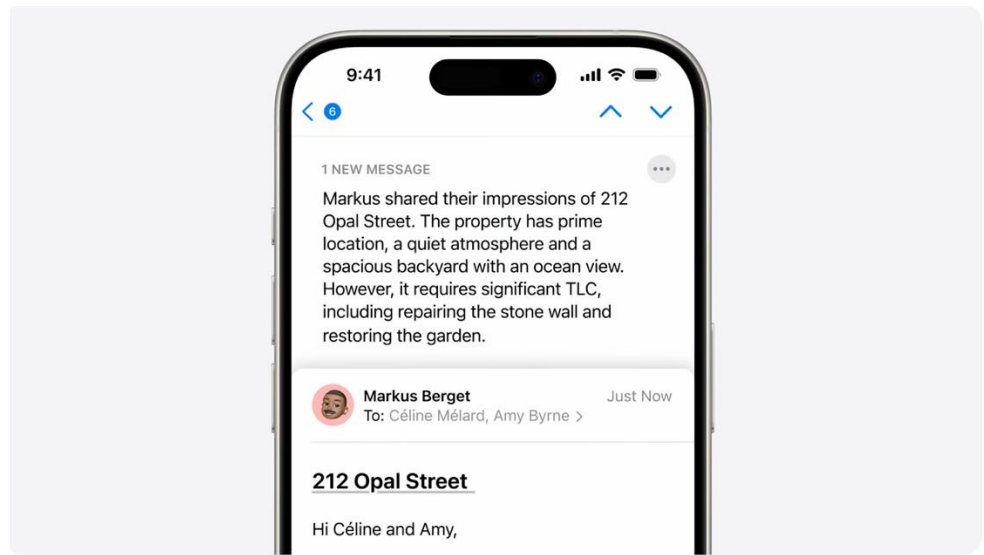 9:41
6
1 NEW MESSAGE
Markus shared their impressions of 212
Opal Street. The property has prime
location, a quiet atmosphere and a
spacious backyard with an ocean view.
However, it requires significant TLC,
including repairing the stone wall and
restoring the garden.
Markus Berget
Just Now
To: Céline Mélard, Amy Byrne >
212 Opal Street
Hi Céline and Amy,